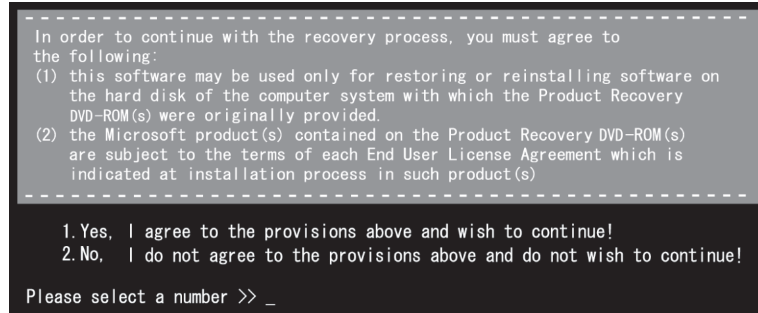 In order to continue with the recovery process, you must agree to
the following:
(1) this software may be used only for restoring or reinstalling software on
the hard disk of the computer system with which the Product Recovery
DVD-ROM(s) were originally provided.
(2) the Microsoft product(s) contained on the Product Recovery DVD-ROM(s)
are subject to the terms of each End User License Agreement which is
indicated at installation process in such product(s)
1. Yes, I agree to the provisions above and wish to continue!
2. No, I do not agree to the provisions above and do not wish to continue!
Please select a number >> _